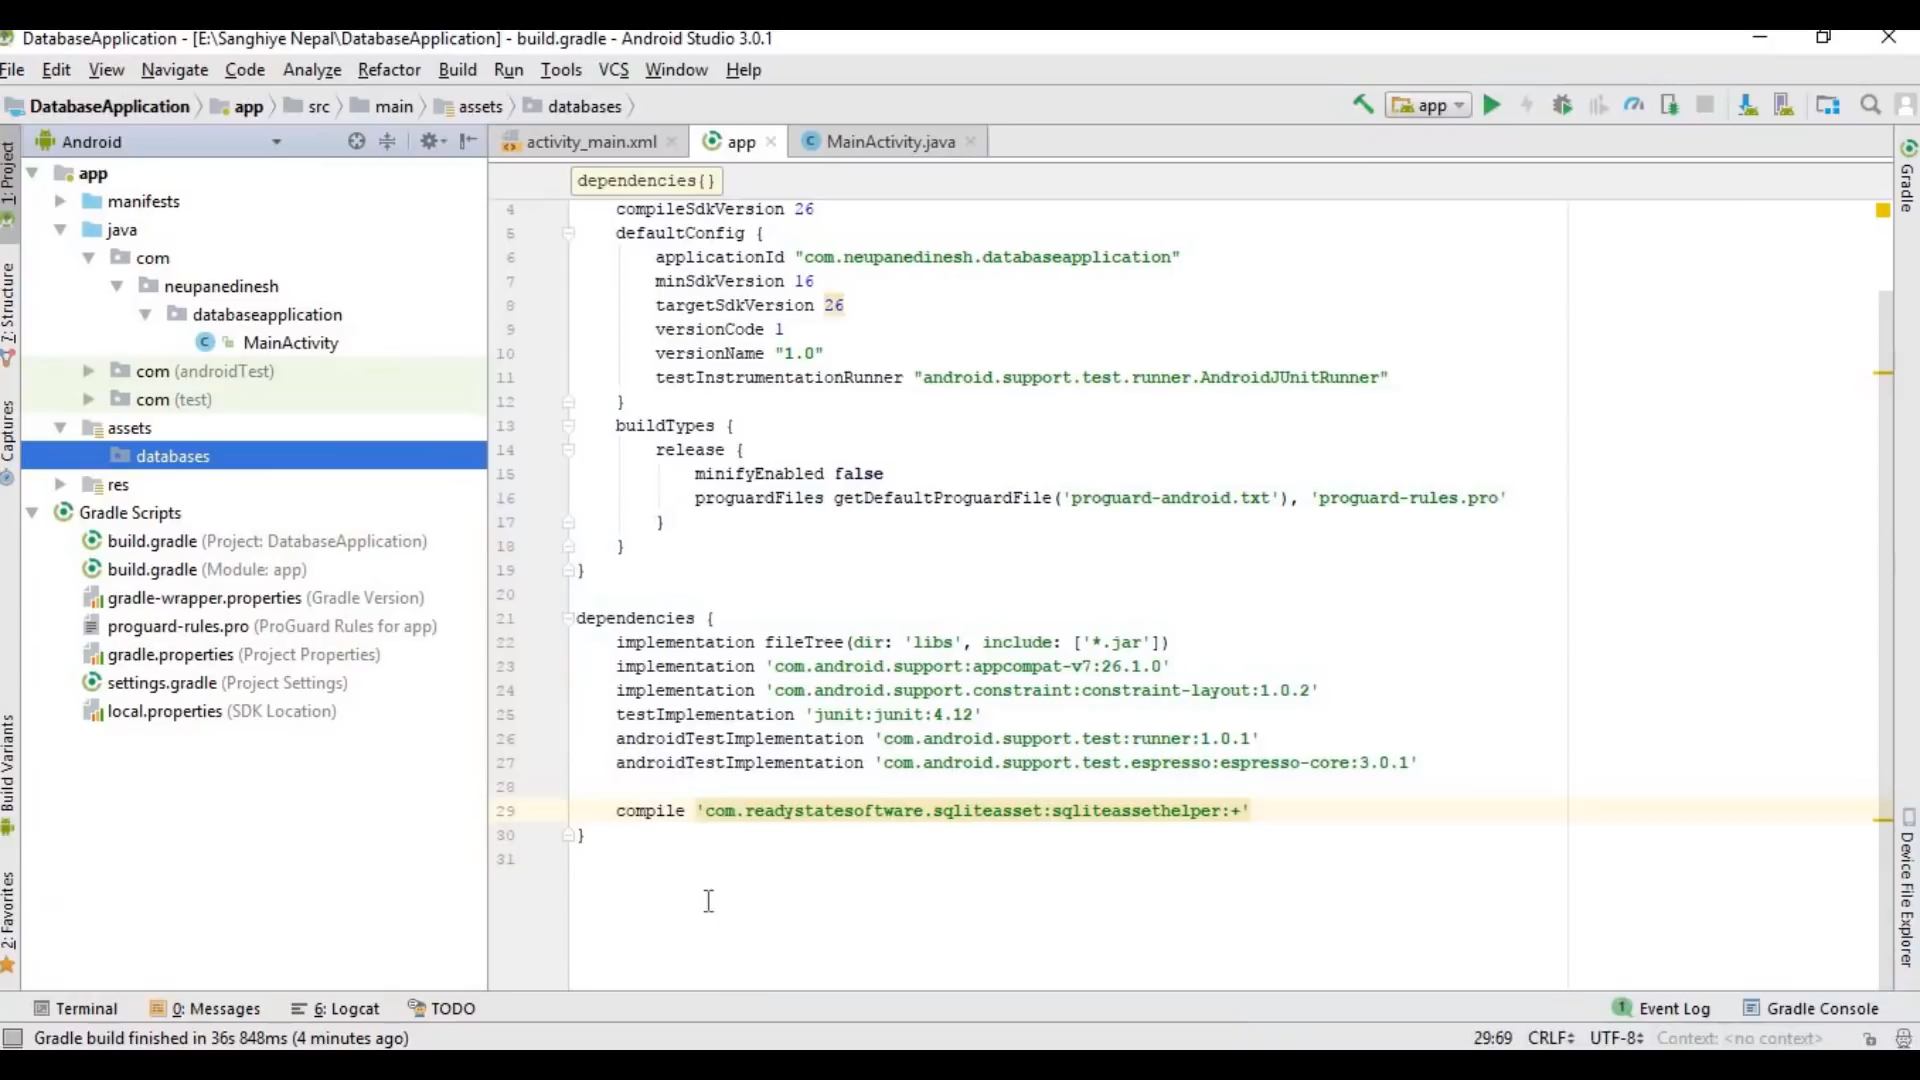 DatabaseApplication - [E:\Sanghiye Nepal\DatabaseApplication] - build.gradle - Android Studio 3.0.1
File Edit View Navigate Code Analyze Refactor Build Run Tools VCS Window Help
DatabaseApplication app src main assets databases
app
1: Project
7: Structure
Captures
Build Variants
2: Favorites
Android
app
manifests
java
com
neupanedinesh
databaseapplication
MainActivity
com (androidTest)
com (test)
assets
databases
res
Gradle Scripts
build.gradle (Project: DatabaseApplication)
build.gradle (Module: app)
gradle-wrapper.properties (Gradle Version)
proguard-rules.pro (ProGuard Rules for app)
gradle.properties (Project Properties)
settings.gradle (Project Settings)
local.properties (SDK Location)
activity_main.xml app MainActivity.java
dependencies{}
4 compileSdkVersion 26
5 defaultConfig {
6 applicationId "com.neupanedinesh.databaseapplication"
7 minSdkVersion 16
8 targetSdkVersion 26
9 versionCode 1
10 versionName "1.0"
11 testInstrumentationRunner "android.support.test.runner.AndroidJUnitRunner"
12 }
13 buildTypes {
14 release {
15 minifyEnabled false
16 proguardFiles getDefaultProguardFile('proguard-android.txt'), 'proguard-rules.pro'
17 }
18 }
19 }
20
21 dependencies {
22 implementation fileTree(dir: 'libs', include: ['*.jar'])
23 implementation 'com.android.support:appcompat-v7:26.1.0'
24 implementation 'com.android.support.constraint:constraint-layout:1.0.2'
25 testImplementation 'junit:junit:4.12'
26 androidTestImplementation 'com.android.support.test:runner:1.0.1'
27 androidTestImplementation 'com.android.support.test.espresso:espresso-core:3.0.1'
28
29 compile 'com.readystatesoftware.sqliteasset:sqliteassethelper:+'
30 }
31
Gradle
Device File Explorer
Terminal 0: Messages 6: Logcat TODO
1 Event Log Gradle Console
Gradle build finished in 36s 848ms (4 minutes ago)
29:69 CRLF UTF-8 Context: <no context>